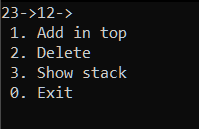 23->12->
1. Add in top
2. Delete
3. Show stack
0. Exit